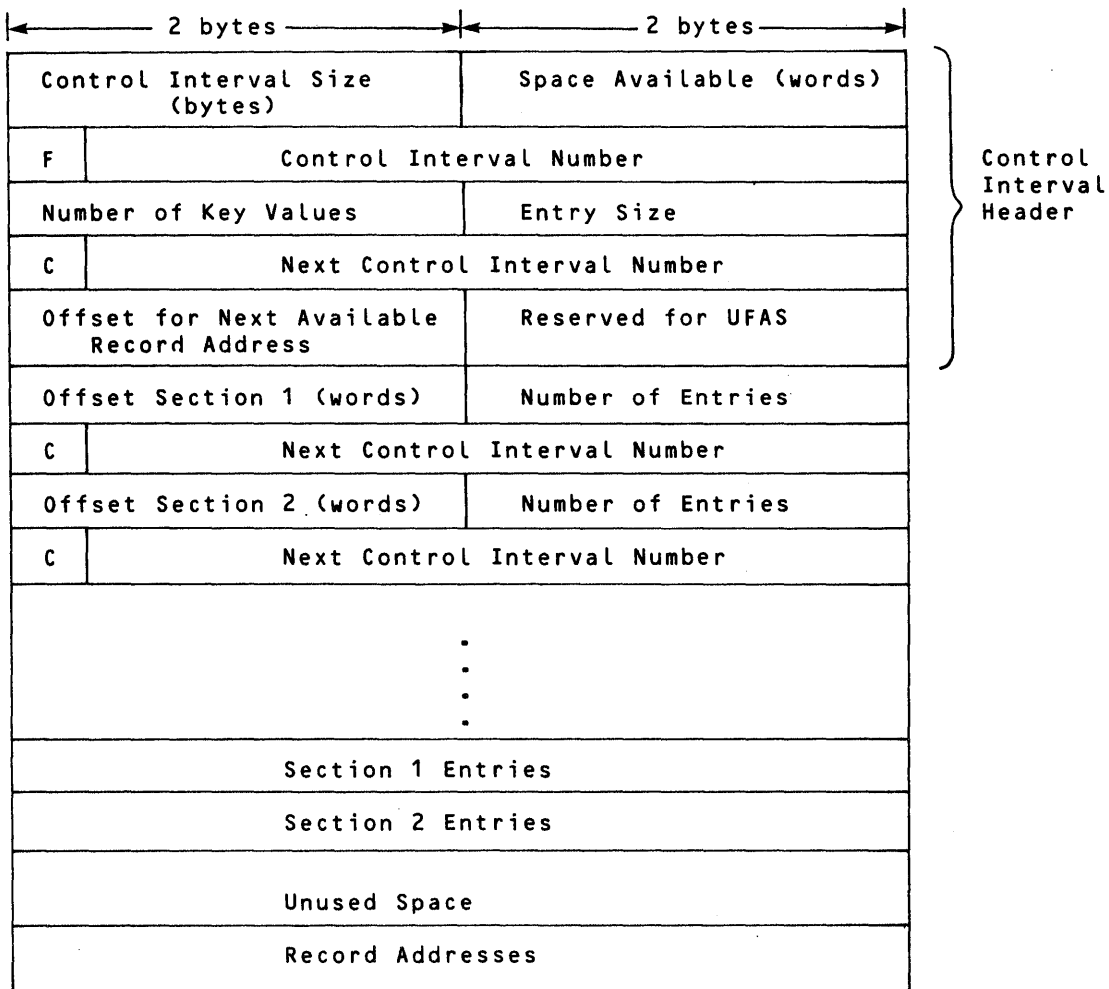 2 bytes 2 bytes
Control Interval Size Space Available (words)
(bytes)
F Control Interval Number
Number of Key Values Entry Size
C Next Control Interval Number
Offset for Next Available Reserved for UFAS
Record Address
Offset Section 1 (words) Number of Entries
C Next Control Interval Number
Offset Section 2 (words) Number of Entries
C Next Control Interval Number
Section 1 Entries
Section 2 Entries
Unused Space
Record Addresses
Control
Interval
Header